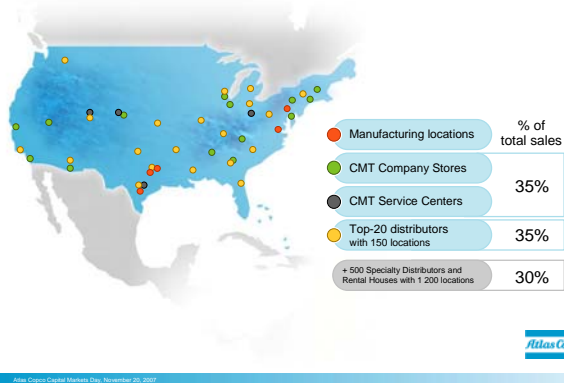 % of
total sales
Manufacturing locations
CMT Company Stores
35%
CMT Service Centers
Top-20 distributors
with 150 locations
35%
+ 500 Specialty Distributors and
Rental Houses with 1 200 locations
30%
Atlas Co
Atlas Copco Capital Markets Day, November 20, 2007